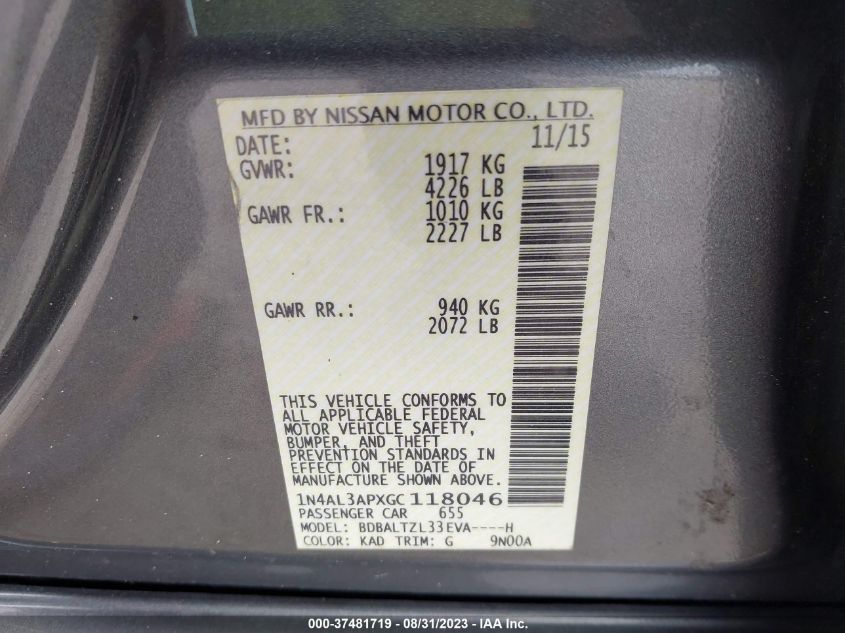 MFD BY NISSAN MOTOR CO., LTD.
DATE: 11/15
GVWR: 1917 KG
4226 LB
GAWR FR.: 1010 KG
2227 LB
GAWR RR.: 940 KG
2072 LB
THIS VEHICLE CONFORMS TO
ALL APPLICABLE FEDERAL
MOTOR VEHICLE SAFETY,
BUMPER, AND THEFT
PREVENTION STANDARDS IN
EFFECT ON THE DATE OF
MANUFACTURE SHOWN ABOVE.
1N4AL3APXGC118046
PASSENGER CAR 655
MODEL: BDBALTZL33EVA----H
COLOR: KAD TRIM: G 9N00A
000-37481719 - 08/31/2023 - IAA Inc.